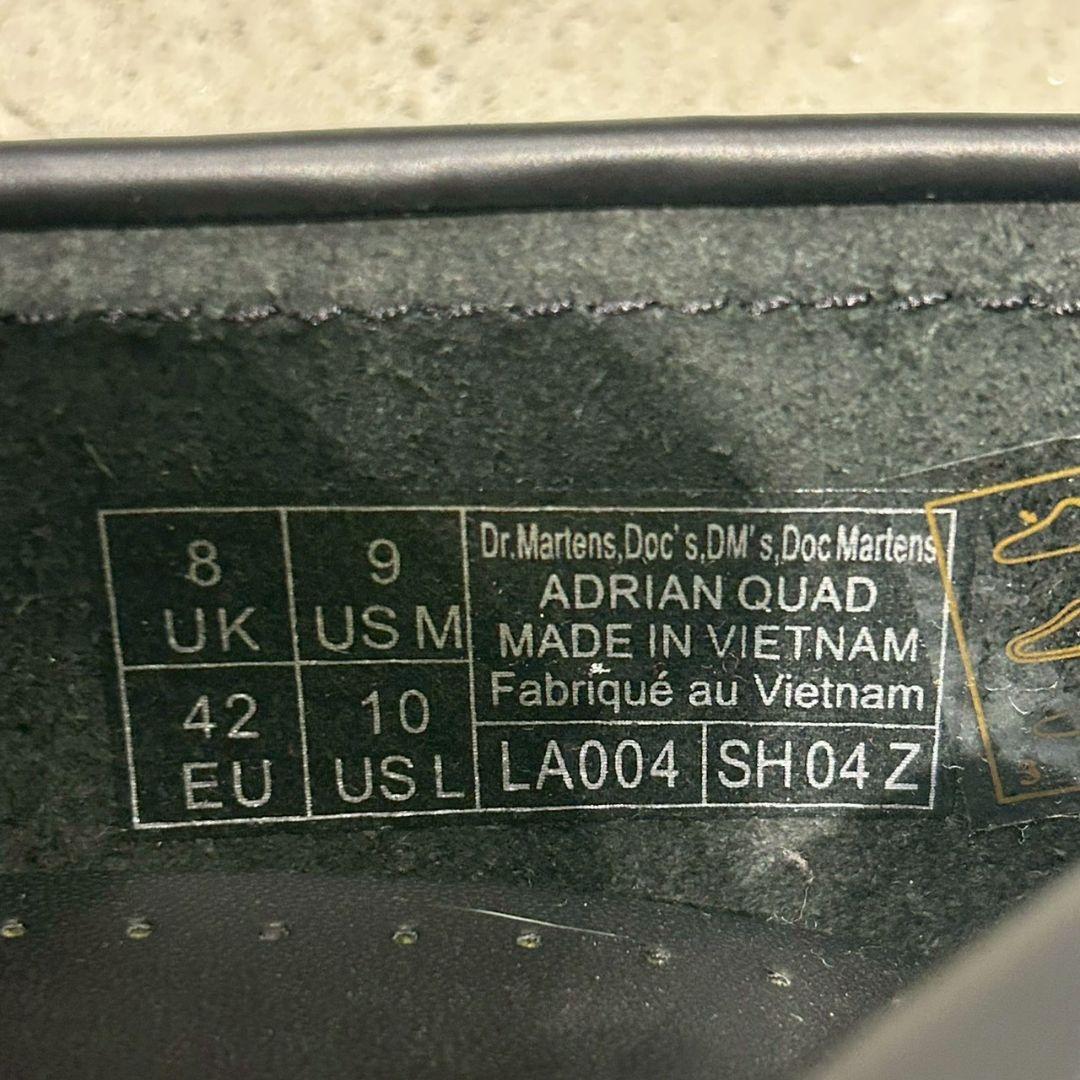 8
UK
9
US M
42
EU
10
US L
Dr.Martens,Doc's,DM's,Doc Martens
ADRIAN QUAD
MADE IN VIETNAM
Fabriqué au Vietnam
LA004
SH04 Z
3